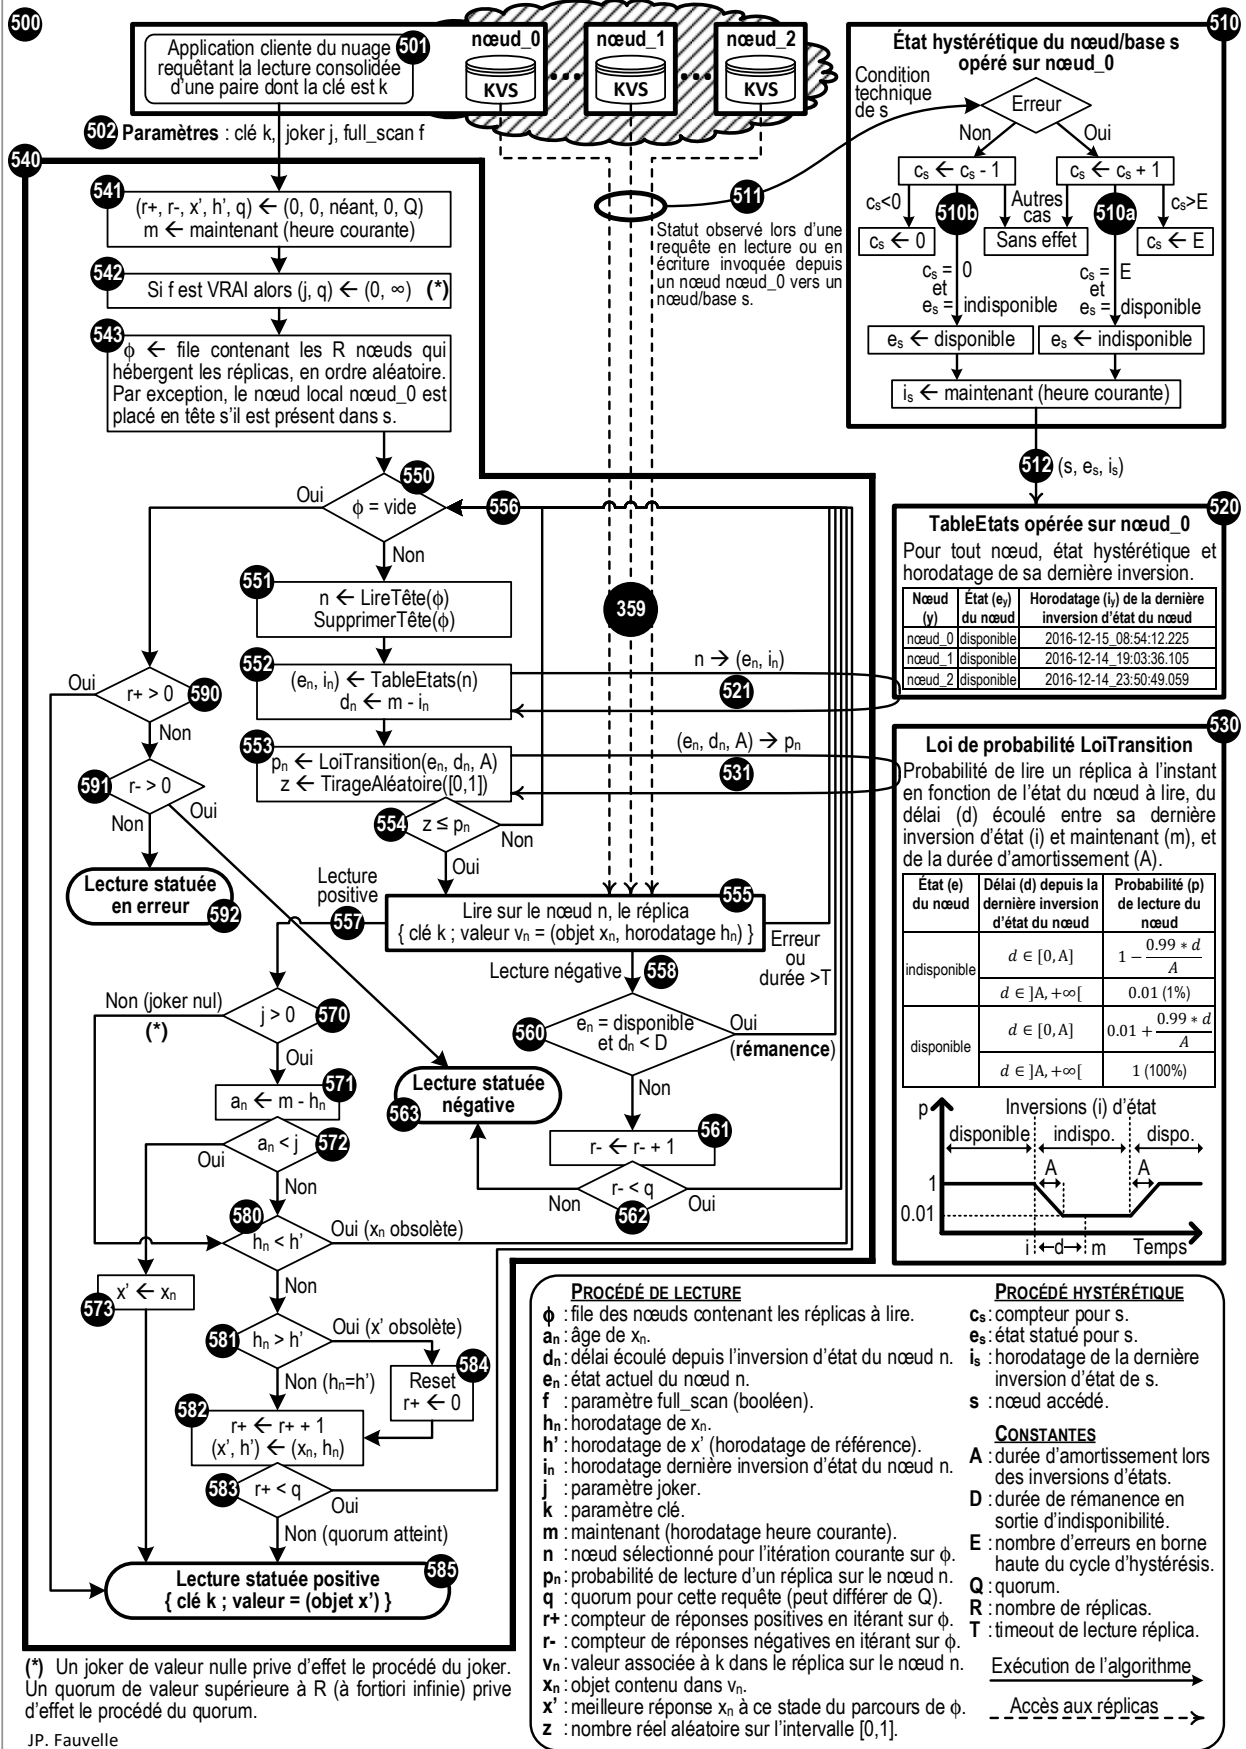 500
Application cliente du nuage
requêtant la lecture consolidée
d'une paire dont la clé est k
501
nœud_0
KVS
nœud_1
KVS
nœud_2
KVS
502 Paramètres : clé k, joker j, full_scan f
510
État hystérétique du nœud/base s
opéré sur nœud_0
Condition
technique
de s
Erreur
Non
Oui
cs ← cs - 1
cs ← cs + 1
cs<0
510b
Autres
cas
510a
cs>E
cs ← 0
Sans effet
cs ← E
cs = 0
et
es = indisponible
cs = E
et
es = disponible
es ← disponible
es ← indisponible
is ← maintenant (heure courante)
511
Statut observé lors d'une
requête en lecture ou en
écriture invoquée depuis
un nœud nœud_0 vers un
nœud/base s.
512 (s, es, is)
520
TableEtats opérée sur nœud_0
Pour tout nœud, état hystérétique et
horodatage de sa dernière inversion.
Nœud (y) | État (ey) du nœud | Horodatage (iy) de la dernière inversion d'état du nœud
nœud_0 disponible 2016-12-15_08:54:12.225
nœud_1 disponible 2016-12-14_19:03:36.105
nœud_2 disponible 2016-12-14_23:50:49.059
540
541
(r+, r-, x', h', q) ← (0, 0, néant, 0, Q)
m ← maintenant (heure courante)
542
Si f est VRAI alors (j, q) ← (0, ∞) (*)
543
ϕ ← file contenant les R nœuds qui
hébergent les réplicas, en ordre aléatoire.
Par exception, le nœud local nœud_0 est
placé en tête s'il est présent dans s.
550
ϕ = vide
Oui
Non
556
551
n ← LireTête(ϕ)
SupprimerTête(ϕ)
359
552
(en, in) ← TableEtats(n)
dn ← m - in
n → (en, in)
521
553
pn ← LoiTransition(en, dn, A)
z ← TirageAléatoire([0,1])
(en, dn, A) → pn
531
554
z ≤ pn
Non
Oui
Oui
r+ > 0
590
Non
591
r- > 0
Oui
Non
Lecture statuée
en erreur
592
530
Loi de probabilité LoiTransition
Probabilité de lire un réplica à l'instant
en fonction de l'état du nœud à lire, du
délai (d) écoulé entre sa dernière
inversion d'état (i) et maintenant (m), et
de la durée d'amortissement (A).
État (e) du nœud | Délai (d) depuis la dernière inversion d'état du nœud | Probabilité (p) de lecture du nœud
indisponible
d ∈ [0, A]
1 − 0.99 * d / A
d ∈ ]A, +∞[
0.01 (1%)
disponible
d ∈ [0, A]
0.01 + 0.99 * d / A
d ∈ ]A, +∞[
1 (100%)
p
Inversions (i) d'état
disponible
indispo.
dispo.
A
A
1
0.01
i
d
m
Temps
Lecture
positive
557
555
Lire sur le nœud n, le réplica
{ clé k ; valeur vn = (objet xn, horodatage hn) }
Erreur
ou
durée >T
Lecture négative
558
560
en = disponible
et dn < D
Oui
(rémanence)
Non
561
r- ← r- + 1
r- < q
562
Non
Oui
Lecture statuée
négative
563
Non (joker nul)
(*)
j > 0
570
Oui
571
an ← m - hn
an < j
572
Oui
Non
573
x' ← xn
580
hn < h'
Oui (xn obsolète)
Non
581
hn > h'
Oui (x' obsolète)
584
Reset
r+ ← 0
Non (hn=h')
582
r+ ← r+ + 1
(x', h') ← (xn, hn)
583
r+ < q
Oui
Non (quorum atteint)
585
Lecture statuée positive
{ clé k ; valeur = (objet x') }
(*) Un joker de valeur nulle prive d'effet le procédé du joker.
Un quorum de valeur supérieure à R (à fortiori infinie) prive
d'effet le procédé du quorum.
JP. Fauvelle
PROCÉDÉ DE LECTURE
ϕ : file des nœuds contenant les réplicas à lire.
an : âge de xn.
dn : délai écoulé depuis l'inversion d'état du nœud n.
en : état actuel du nœud n.
f : paramètre full_scan (booléen).
hn : horodatage de xn.
h' : horodatage de x' (horodatage de référence).
in : horodatage dernière inversion d'état du nœud n.
j : paramètre joker.
k : paramètre clé.
m : maintenant (horodatage heure courante).
n : nœud sélectionné pour l'itération courante sur ϕ.
pn : probabilité de lecture d'un réplica sur le nœud n.
q : quorum pour cette requête (peut différer de Q).
r+ : compteur de réponses positives en itérant sur ϕ.
r- : compteur de réponses négatives en itérant sur ϕ.
vn : valeur associée à k dans le réplica sur le nœud n.
xn : objet contenu dans vn.
x' : meilleure réponse xn à ce stade du parcours de ϕ.
z : nombre réel aléatoire sur l'intervalle [0,1].
PROCÉDÉ HYSTÉRÉTIQUE
cs : compteur pour s.
es : état statué pour s.
is : horodatage de la dernière
inversion d'état de s.
s : nœud accédé.
CONSTANTES
A : durée d'amortissement lors
des inversions d'états.
D : durée de rémanence en
sortie d'indisponibilité.
E : nombre d'erreurs en borne
haute du cycle d'hystérésis.
Q : quorum.
R : nombre de réplicas.
T : timeout de lecture réplica.
Exécution de l'algorithme
Accès aux réplicas